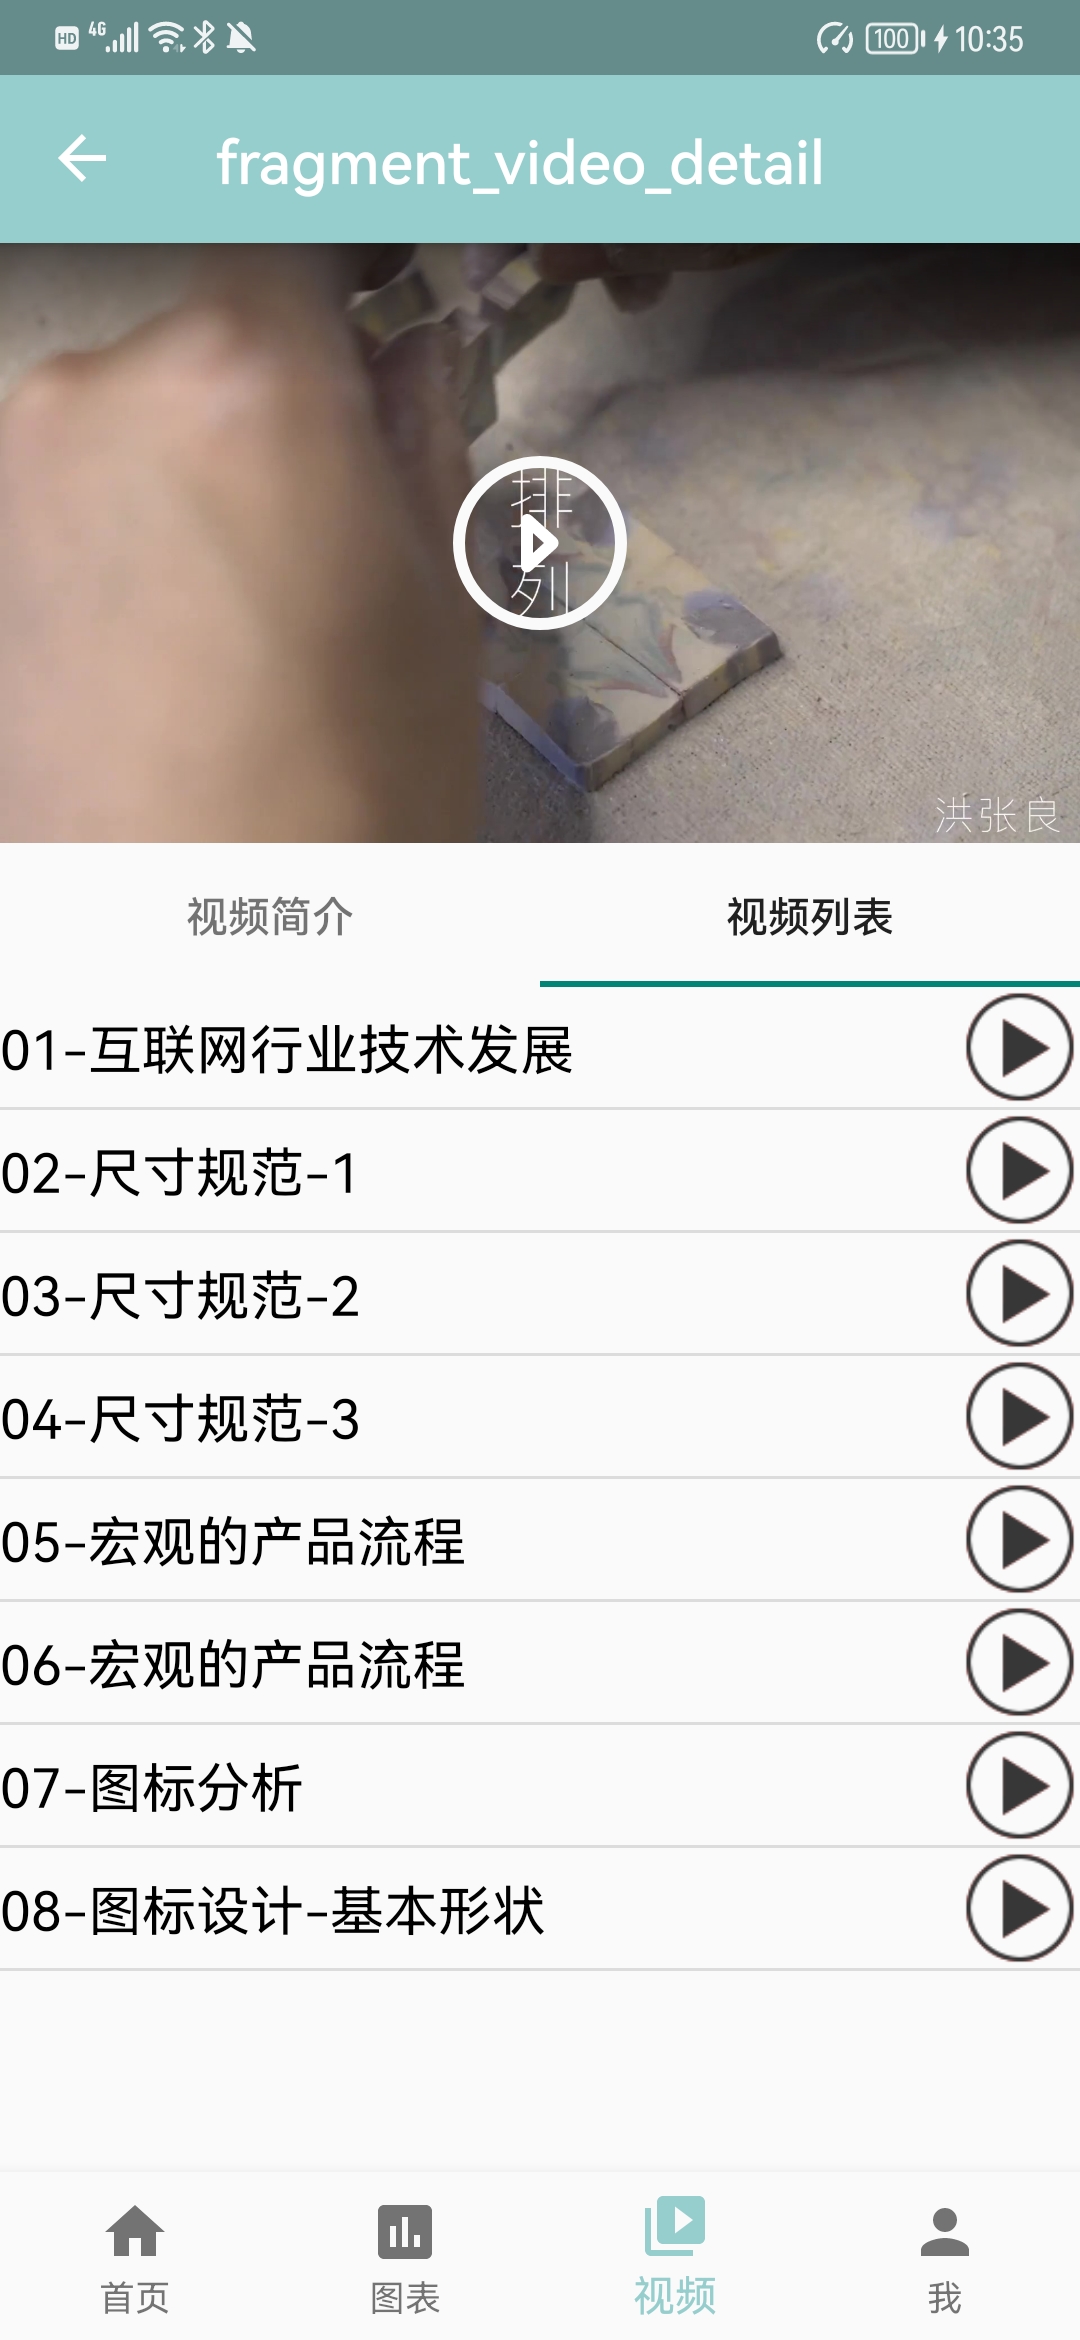 HD 4G 100 10:35
fragment_video_detail
排
列
洪张良
视频简介 视频列表
01-互联网行业技术发展
02-尺寸规范-1
03-尺寸规范-2
04-尺寸规范-3
05-宏观的产品流程
06-宏观的产品流程
07-图标分析
08-图标设计-基本形状
首页 图表 视频 我